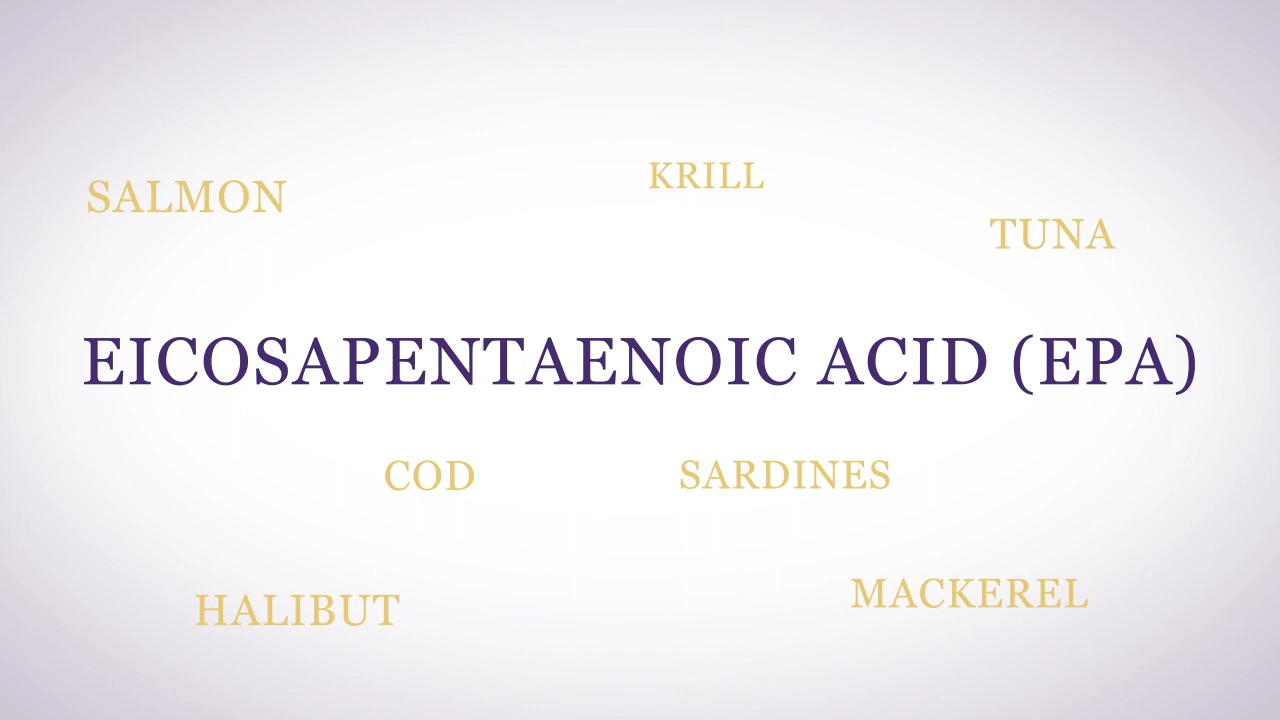 SALMON
KRILL
TUNA
EICOSAPENTAENOIC ACID (EPA)
COD
SARDINES
HALIBUT
MACKEREL